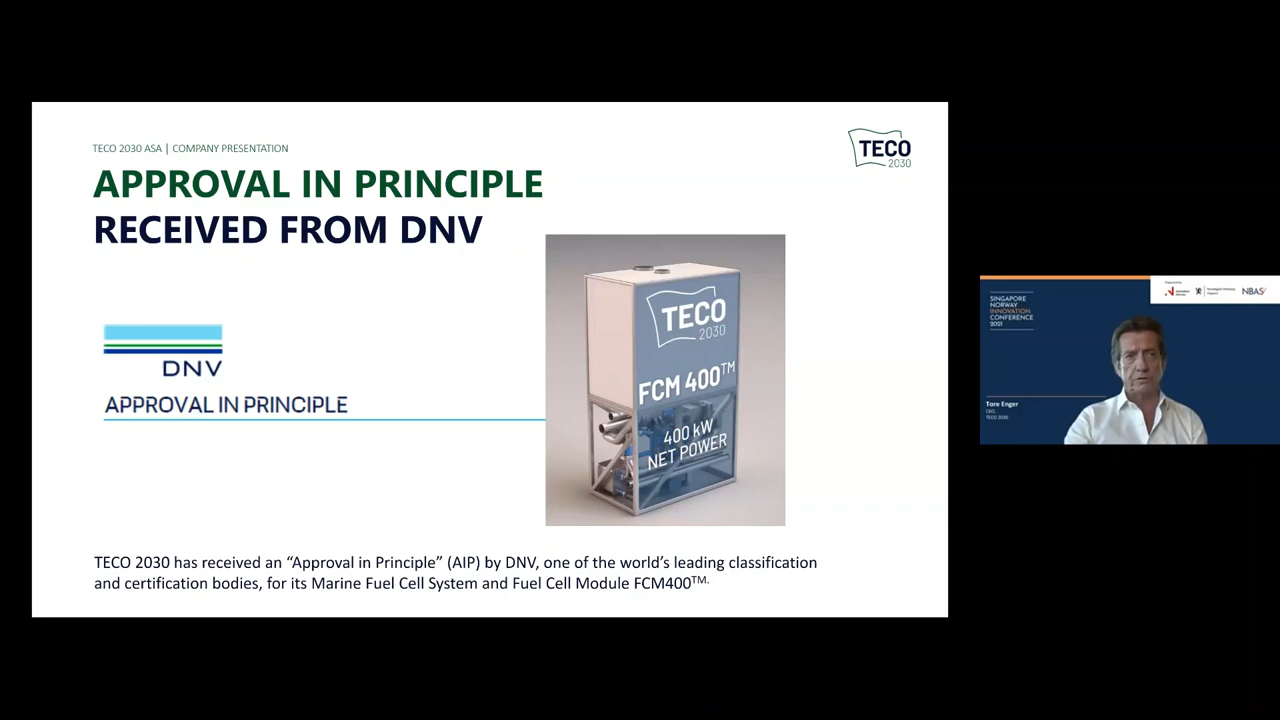 TECO 2030 ASA | COMPANY PRESENTATION
TECO
2030
APPROVAL IN PRINCIPLE
RECEIVED FROM DNV
DNV
APPROVAL IN PRINCIPLE
TECO
2030
FCM 400™
400 kW
NET POWER
TECO 2030 has received an “Approval in Principle” (AIP) by DNV, one of the world’s leading classification
and certification bodies, for its Marine Fuel Cell System and Fuel Cell Module FCM400™.
SINGAPORE
NORWAY
INNOVATION
CONFERENCE
2021
NBAS
Tore Enger
CEO,
TECO 2030